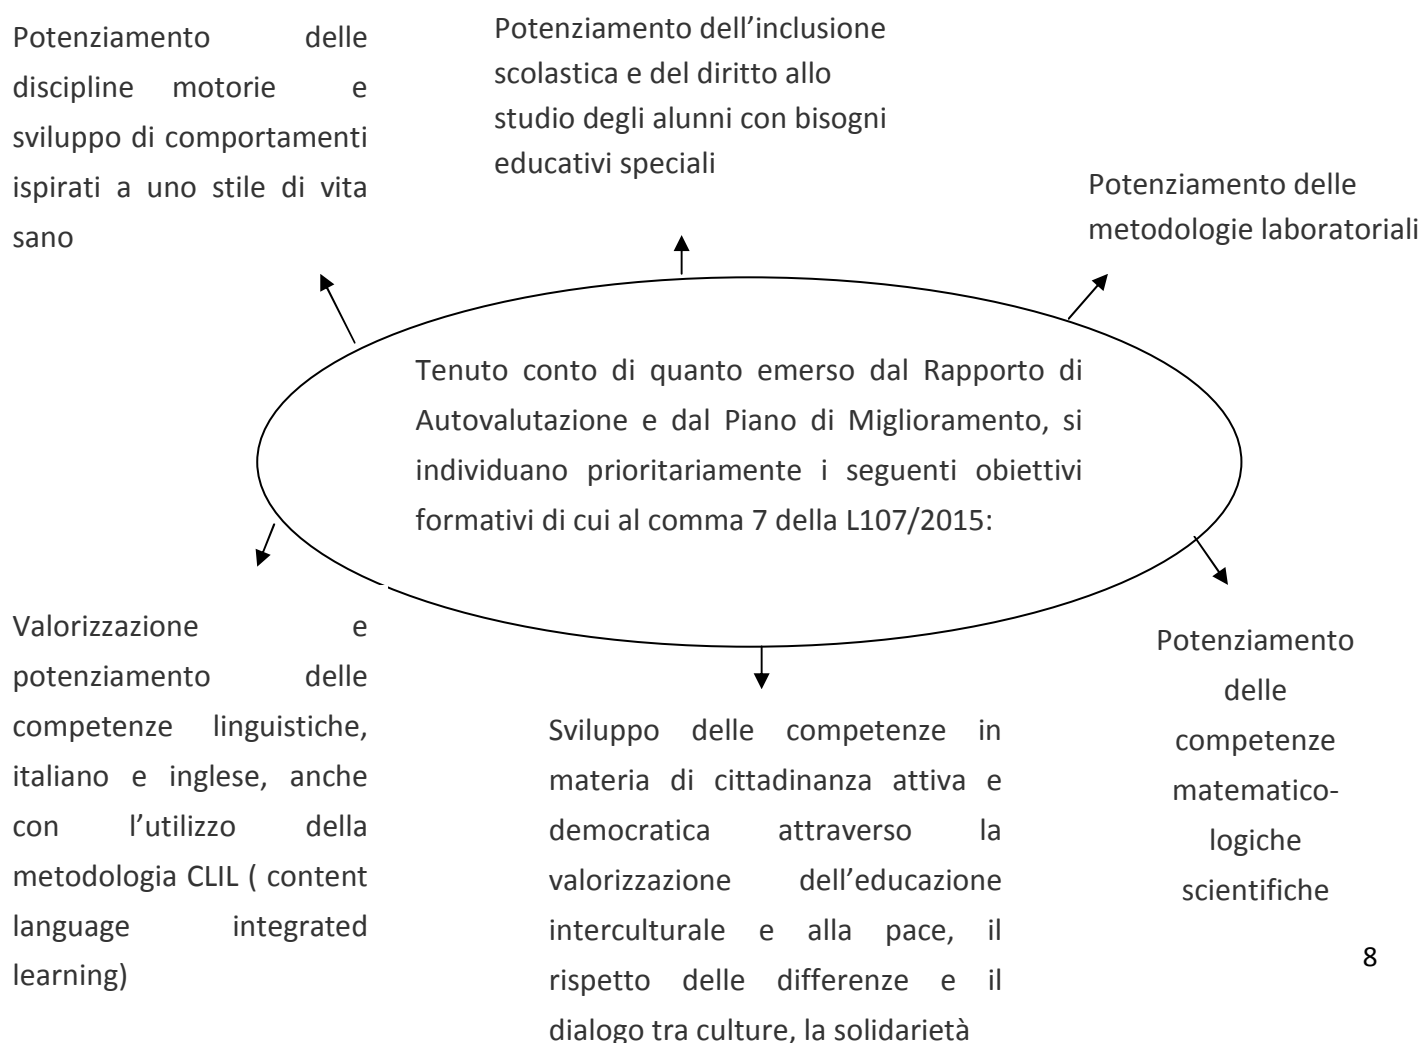 Potenziamento delle
discipline motorie e
sviluppo di comportamenti
ispirati a uno stile di vita
sano
Potenziamento dell’inclusione
scolastica e del diritto allo
studio degli alunni con bisogni
educativi speciali
Potenziamento delle
metodologie laboratoriali
Tenuto conto di quanto emerso dal Rapporto di
Autovalutazione e dal Piano di Miglioramento, si
individuano prioritariamente i seguenti obiettivi
formativi di cui al comma 7 della L107/2015:
Valorizzazione e
potenziamento delle
competenze linguistiche,
italiano e inglese, anche
con l’utilizzo della
metodologia CLIL ( content
language integrated
learning)
Sviluppo delle competenze in
materia di cittadinanza attiva e
democratica attraverso la
valorizzazione dell’educazione
interculturale e alla pace, il
rispetto delle differenze e il
dialogo tra culture, la solidarietà
Potenziamento
delle
competenze
matematico-
logiche
scientifiche
8